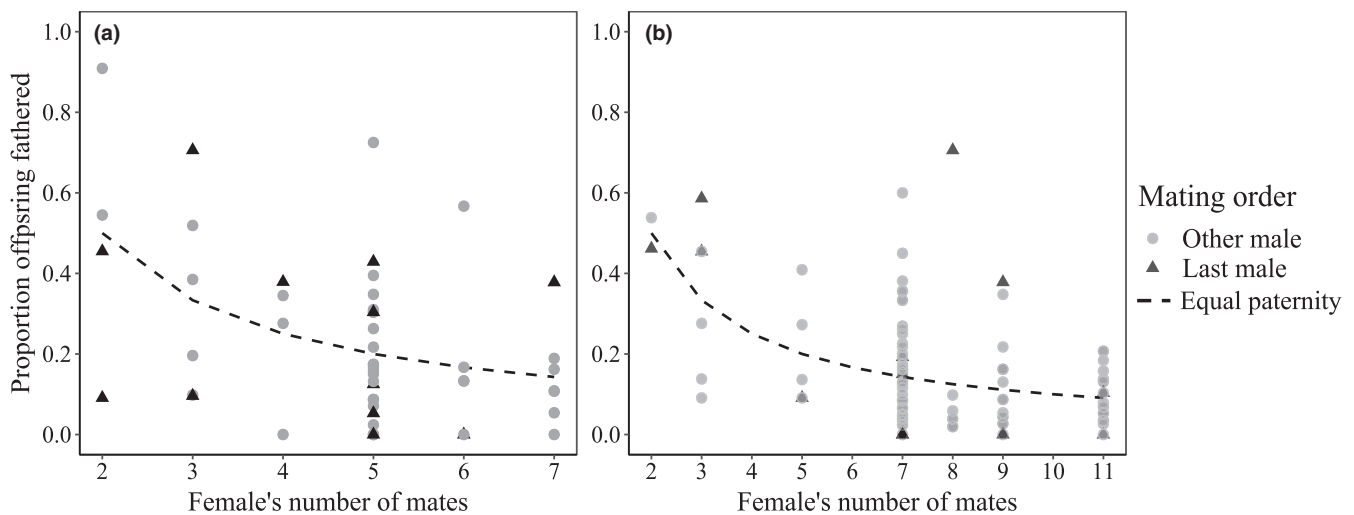 (a)
1.0
0.8
0.6
0.4
0.2
0.0
Proportion offpsring fathered
2 3 4 5 6 7
Female's number of mates
(b)
1.0
0.8
0.6
0.4
0.2
0.0
2 3 4 5 6 7 8 9 10 11
Female's number of mates
Mating order
Other male
Last male
Equal paternity